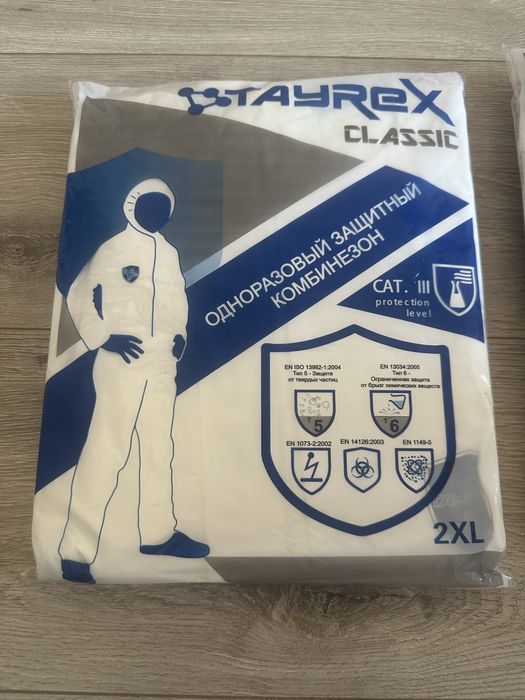 TAYREX
CLASSIC
ОДНОРАЗОВЫЙ ЗАЩИТНЫЙ
КОМБИНЕЗОН
CAT. III
protection
level
EN ISO 13982-1:2004
Тип 5 - Защита
от твердых частиц
EN 13034:2005
Тип 6 -
Ограниченная защита
от брызг химических веществ
T 5
T 6
EN 1073-2:2002
EN 14126:2003
EN 1149-5
2XL